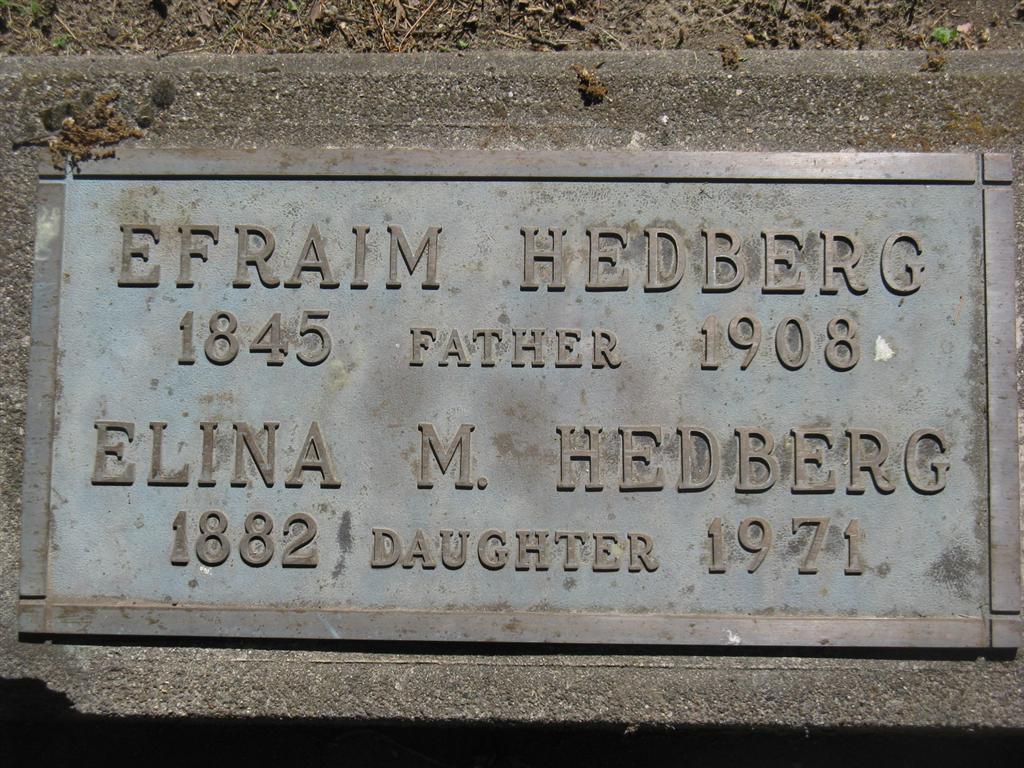 EFRAIM HEDBERG
1845 FATHER 1908
ELINA M. HEDBERG
1882 DAUGHTER 1971